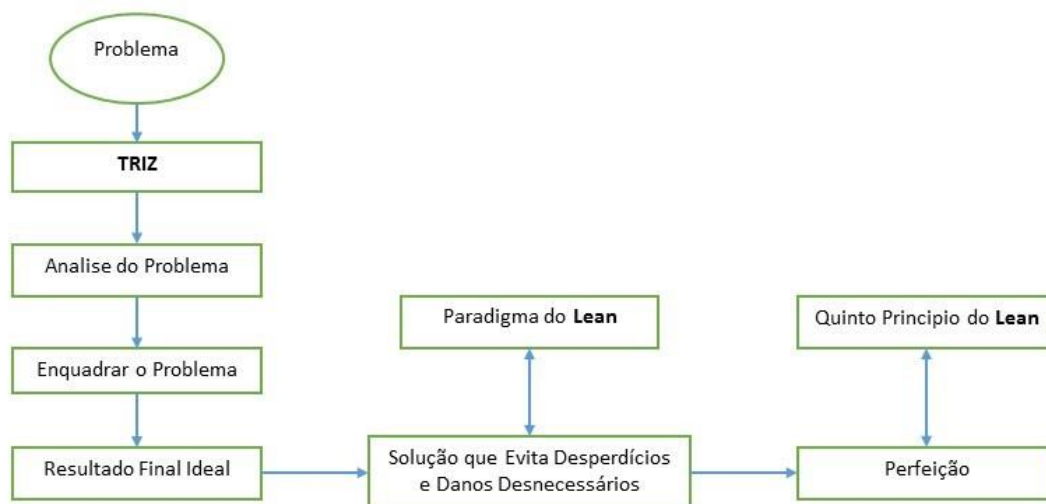 Problema
TRIZ
Analise do Problema
Enquadrar o Problema
Resultado Final Ideal
Paradigma do Lean
Solução que Evita Desperdícios
e Danos Desnecessários
Quinto Principio do Lean
Perfeição